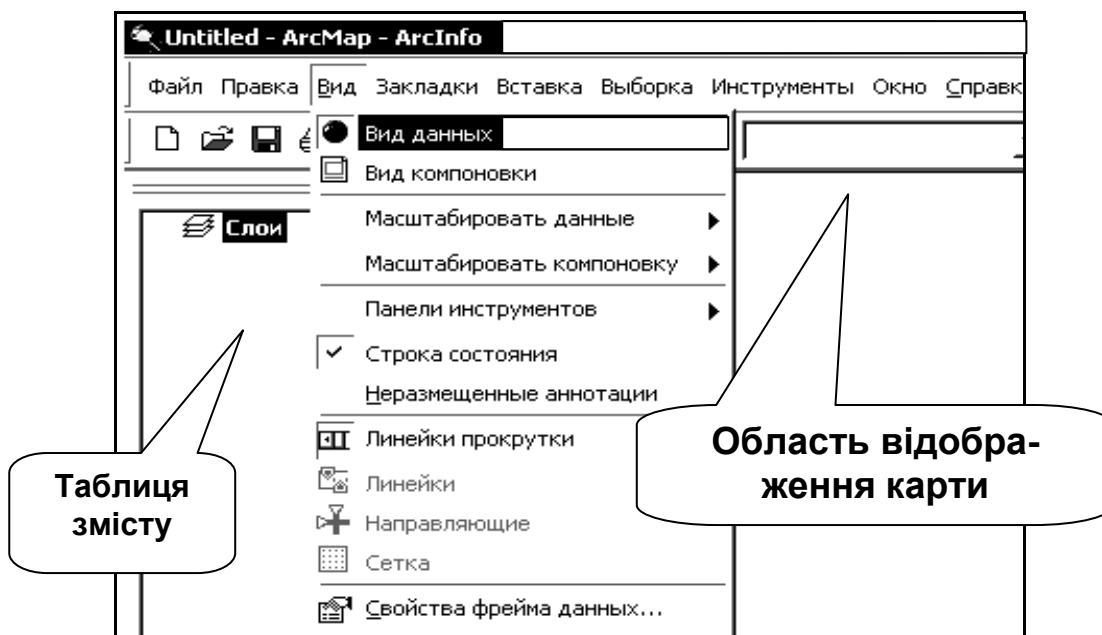 Untitled - ArcMap - ArcInfo
Файл Правка Вид Закладки Вставка Выборка Инструменты Окно Справк
Вид данных
Вид компоновки
Слои
Масштабировать данные
Масштабировать компоновку
Панели инструментов
Строка состояния
Неразмещенные аннотации
Линейки прокрутки
Линейки
Направляющие
Сетка
Свойства фрейма данных...
Таблиця
змісту
Область відобра-
ження карти